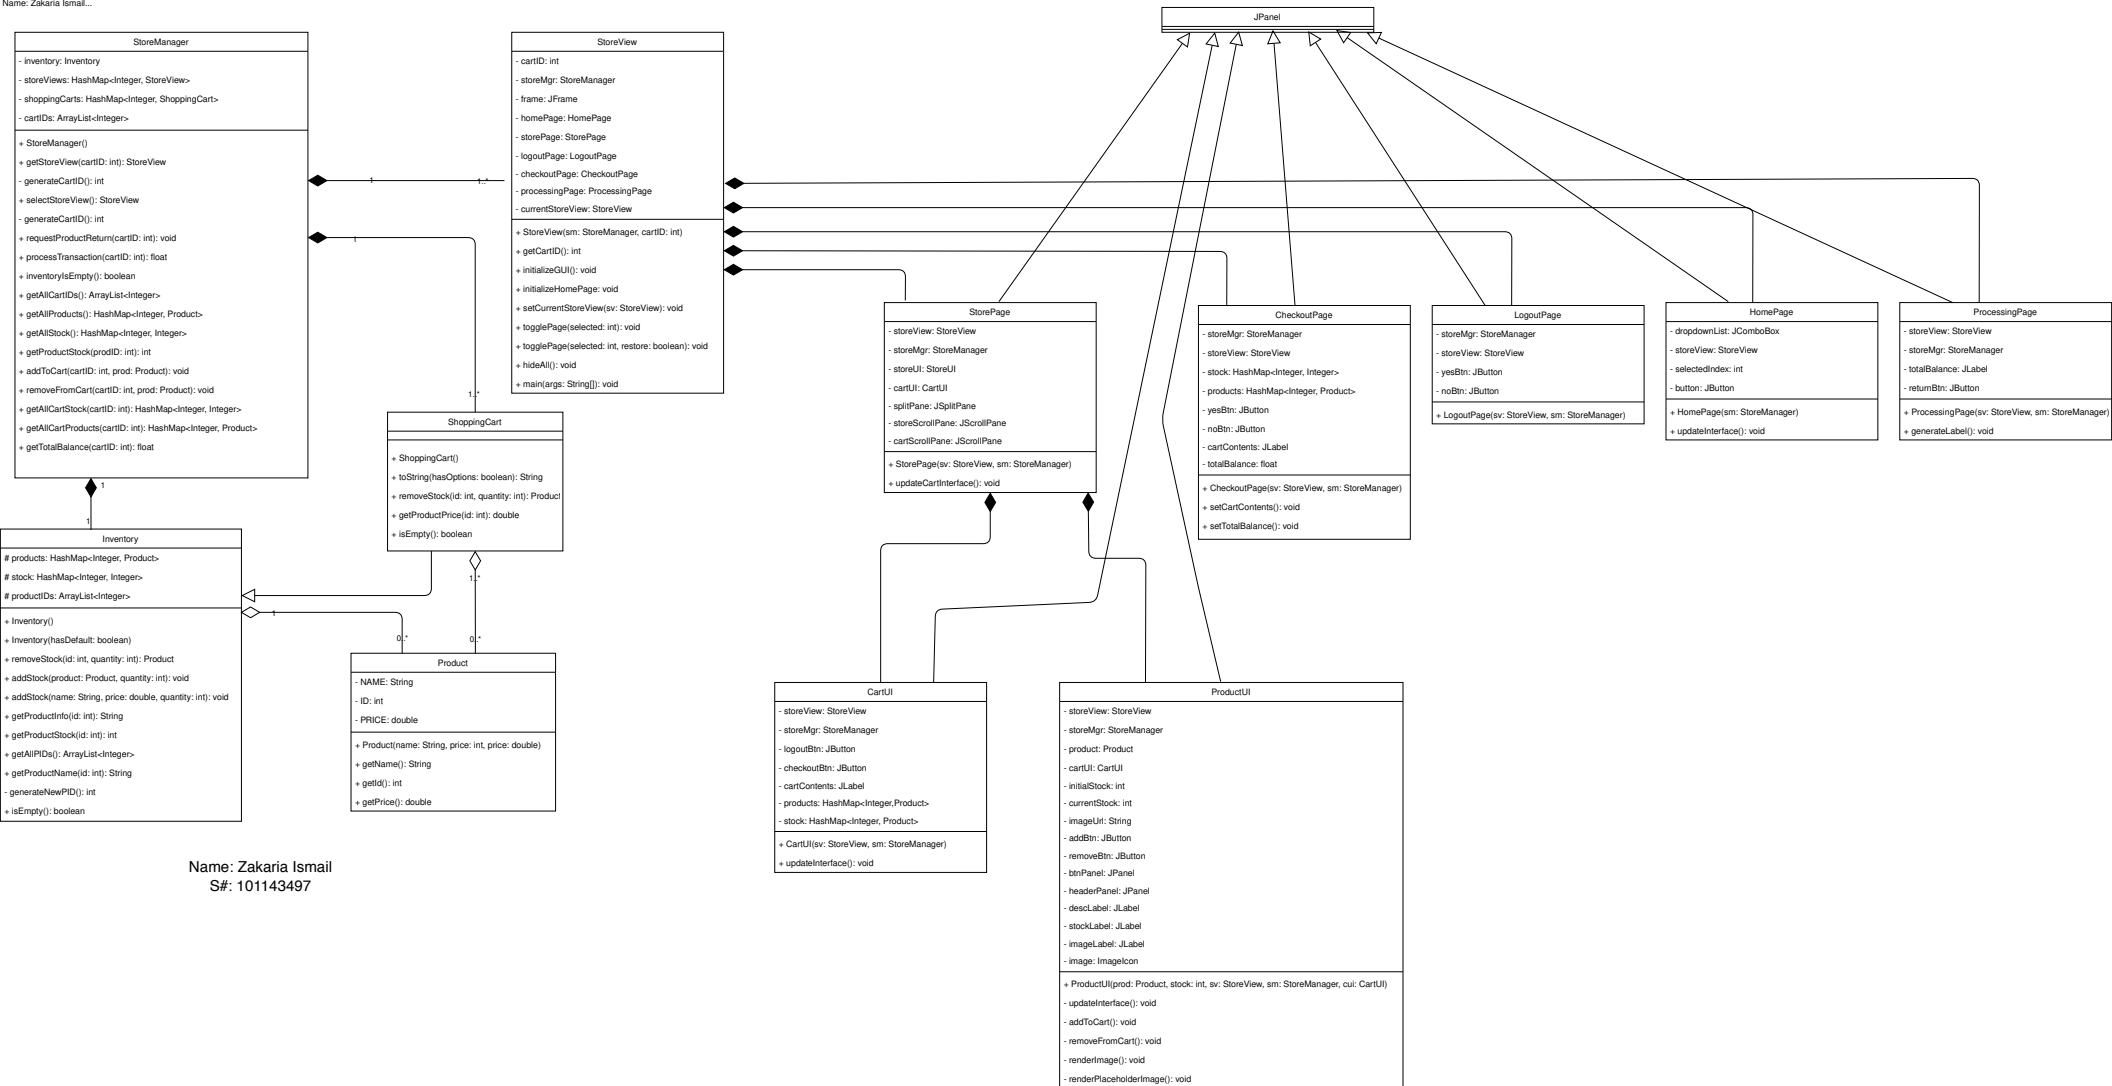 Name: Zakaria Ismail...
JPanel
StoreManager
- inventory: Inventory
- storeViews: HashMap<Integer, StoreView>
- shoppingCarts: HashMap<Integer, ShoppingCart>
- cartIDs: ArrayList<Integer>
+ StoreManager()
+ getStoreView(cartID: int): StoreView
- generateCartID(): int
+ selectStoreView(): StoreView
- generateCartID(): int
+ requestProductReturn(cartID: int): void
+ processTransaction(cartID: int): float
+ inventoryIsEmpty(): boolean
+ getAllCartIDs(): ArrayList<Integer>
+ getAllProducts(): HashMap<Integer, Product>
+ getAllStock(): HashMap<Integer, Integer>
+ getProductStock(prodID: int): int
+ addToCart(cartID: int, prod: Product): void
+ removeFromCart(cartID: int, prod: Product): void
+ getAllCartStock(cartID: int): HashMap<Integer, Integer>
+ getAllCartProducts(cartID: int): HashMap<Integer, Product>
+ getTotalBalance(cartID: int): float
1
1..*
1
1..*
1
1
StoreView
- cartID: int
- storeMgr: StoreManager
- frame: JFrame
- homePage: HomePage
- storePage: StorePage
- logoutPage: LogoutPage
- checkoutPage: CheckoutPage
- processingPage: ProcessingPage
- currentStoreView: StoreView
+ StoreView(sm: StoreManager, cartID: int)
+ getCartID(): int
+ initializeGUI(): void
+ initializeHomePage: void
+ setCurrentStoreView(sv: StoreView): void
+ togglePage(selected: int): void
+ togglePage(selected: int, restore: boolean): void
+ hideAll(): void
+ main(args: String[]): void
StorePage
- storeView: StoreView
- storeMgr: StoreManager
- storeUI: StoreUI
- cartUI: CartUI
- splitPane: JSplitPane
- storeScrollPane: JScrollPane
- cartScrollPane: JScrollPane
+ StorePage(sv: StoreView, sm: StoreManager)
+ updateCartInterface(): void
CheckoutPage
- storeMgr: StoreManager
- storeView: StoreView
- stock: HashMap<Integer, Integer>
- products: HashMap<Integer, Product>
- yesBtn: JButton
- noBtn: JButton
- cartContents: JLabel
- totalBalance: float
+ CheckoutPage(sv: StoreView, sm: StoreManager)
+ setCartContents(): void
+ setTotalBalance(): void
LogoutPage
- storeMgr: StoreManager
- storeView: StoreView
- yesBtn: JButton
- noBtn: JButton
+ LogoutPage(sv: StoreView, sm: StoreManager)
HomePage
- dropdownList: JComboBox
- storeView: StoreView
- selectedIndex: int
- button: JButton
+ HomePage(sm: StoreManager)
+ updateInterface(): void
ProcessingPage
- storeView: StoreView
- storeMgr: StoreManager
- totalBalance: JLabel
- returnBtn: JButton
+ ProcessingPage(sv: StoreView, sm: StoreManager)
+ generateLabel(): void
ShoppingCart
+ ShoppingCart()
+ toString(hasOptions: boolean): String
+ removeStock(id: int, quantity: int): Product
+ getProductPrice(id: int): double
+ isEmpty(): boolean
1..*
0..*
1
0..*
Inventory
# products: HashMap<Integer, Product>
# stock: HashMap<Integer, Integer>
# productIDs: ArrayList<Integer>
+ Inventory()
+ Inventory(hasDefault: boolean)
+ removeStock(id: int, quantity: int): Product
+ addStock(product: Product, quantity: int): void
+ addStock(name: String, price: double, quantity: int): void
+ getProductInfo(id: int): String
+ getProductStock(id: int): int
+ getAllPIDs(): ArrayList<Integer>
+ getProductName(id: int): String
- generateNewPID(): int
+ isEmpty(): boolean
Product
- NAME: String
- ID: int
- PRICE: double
+ Product(name: String, price: int, price: double)
+ getName(): String
+ getId(): int
+ getPrice(): double
CartUI
- storeView: StoreView
- storeMgr: StoreManager
- logoutBtn: JButton
- checkoutBtn: JButton
- cartContents: JLabel
- products: HashMap<Integer,Product>
- stock: HashMap<Integer, Product>
+ CartUI(sv: StoreView, sm: StoreManager)
+ updateInterface(): void
ProductUI
- storeView: StoreView
- storeMgr: StoreManager
- product: Product
- cartUI: CartUI
- initialStock: int
- currentStock: int
- imageUrl: String
- addBtn: JButton
- removeBtn: JButton
- btnPanel: JPanel
- headerPanel: JPanel
- descLabel: JLabel
- stockLabel: JLabel
- imageLabel: JLabel
- image: ImageIcon
+ ProductUI(prod: Product, stock: int, sv: StoreView, sm: StoreManager, cui: CartUI)
- updateInterface(): void
- addToCart(): void
- removeFromCart(): void
- renderImage(): void
- renderPlaceholderImage(): void
Name: Zakaria Ismail
S#: 101143497